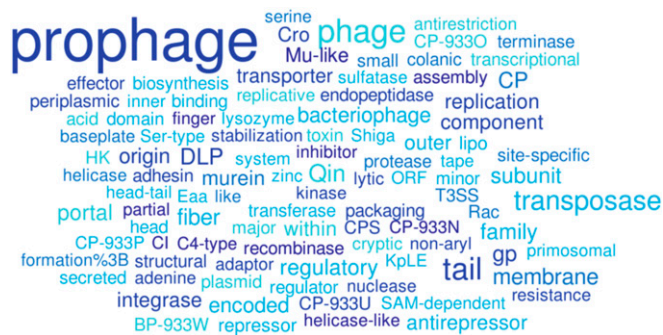 prophage serine Cro phage antirestriction CP-933O terminase
Mu-like small colanic transcriptional
effector biosynthesis transporter sulfatase assembly CP
periplasmic inner binding replicative endopeptidase replication
acid domain finger lysozyme bacteriophage component
baseplate Ser-type stabilization toxin Shiga outer lipo
HK origin DLP system inhibitor protease tape site-specific
helicase adhesin murein zinc Qin lytic ORF minor subunit
head-tail Eaa like kinase T3SS transposase
portal partial fiber transferase packaging Rac
head major within CPS CP-933N family
CP-933P CI C4-type recombinase cryptic non-aryl gp primosomal
formation%3B structural adaptor regulatory KpLE tail membrane
secreted adenine plasmid regulator nuclease resistance
integrase encoded CP-933U SAM-dependent
BP-933W repressor helicase-like antirepressor